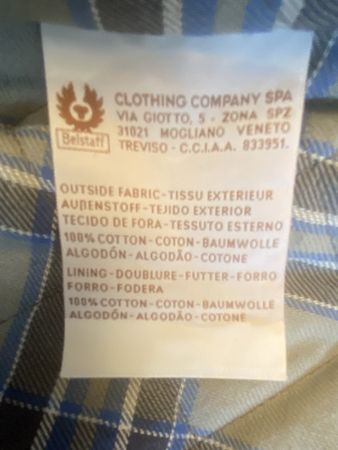 CLOTHING COMPANY SPA
VIA GIOTTO, 5 - ZONA SPZ
31021 MOGLIANO VENETO
TREVISO - C.C.I.A.A. 833951.
Belstaff
OUTSIDE FABRIC-TISSU EXTERIEUR
AUßENSTOFF-TEJIDO EXTERIOR
TECIDO DE FORA-TESSUTO ESTERNO
100% COTTON-COTON-BAUMWOLLE
ALGODÓN-ALGODÃO-COTONE
LINING-DOUBLURE-FUTTER-FORRO
FORRO-FODERA
100% COTTON-COTON-BAUMWOLLE
ALGODÓN-ALGODÃO-COTONE